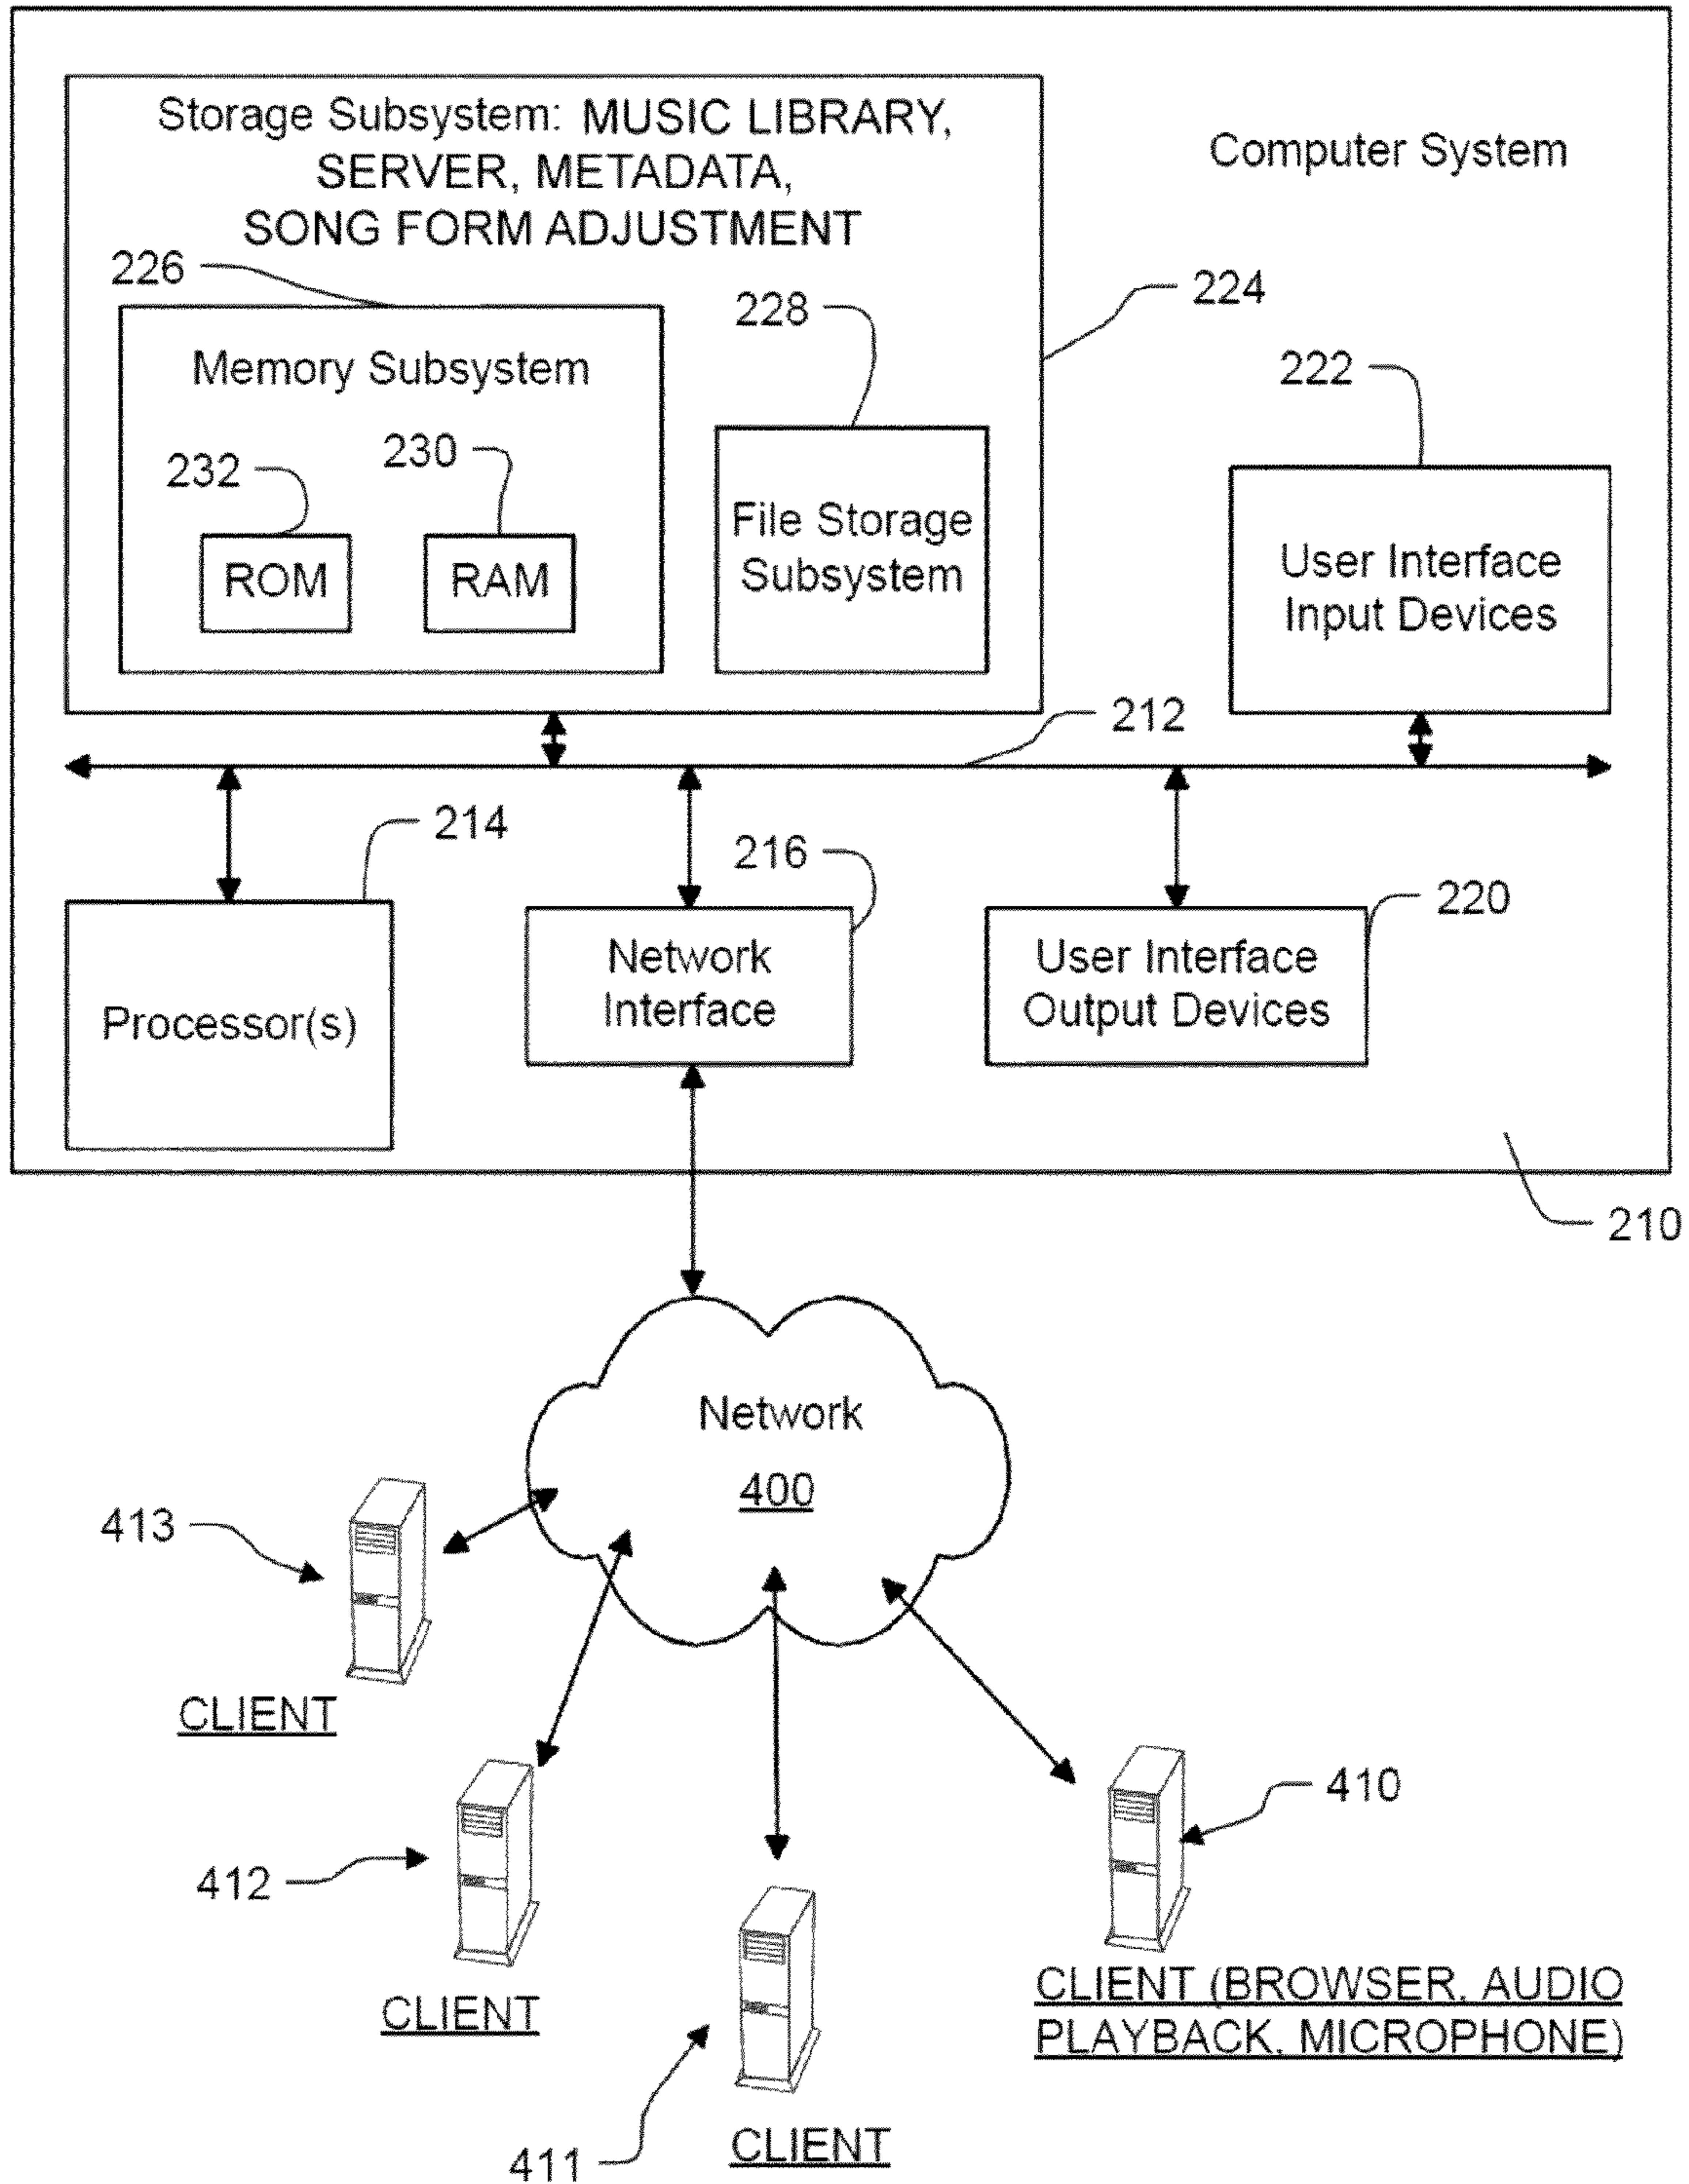 Storage Subsystem: MUSIC LIBRARY,
SERVER, METADATA,
SONG FORM ADJUSTMENT
Computer System
226
228
224
Memory Subsystem
222
232
230
File Storage
Subsystem
ROM
RAM
User Interface
Input Devices
212
214
216
220
Processor(s)
Network
Interface
User Interface
Output Devices
210
Network
400
413
CLIENT
412
CLIENT
410
CLIENT (BROWSER, AUDIO
PLAYBACK, MICROPHONE)
411
CLIENT